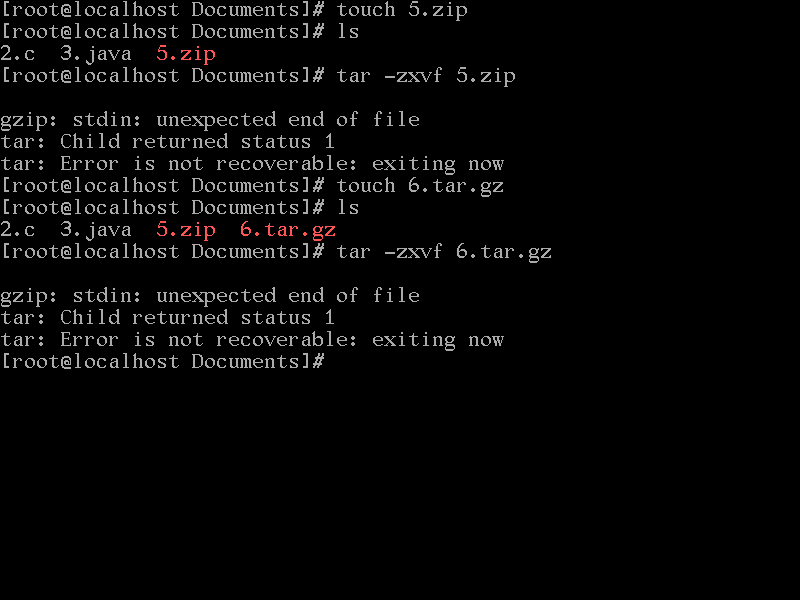 [root@localhost Documents]# touch 5.zip
[root@localhost Documents]# ls
2.c  3.java  5.zip
[root@localhost Documents]# tar -zxvf 5.zip
gzip: stdin: unexpected end of file
tar: Child returned status 1
tar: Error is not recoverable: exiting now
[root@localhost Documents]# touch 6.tar.gz
[root@localhost Documents]# ls
2.c  3.java  5.zip  6.tar.gz
[root@localhost Documents]# tar -zxvf 6.tar.gz
gzip: stdin: unexpected end of file
tar: Child returned status 1
tar: Error is not recoverable: exiting now
[root@localhost Documents]#